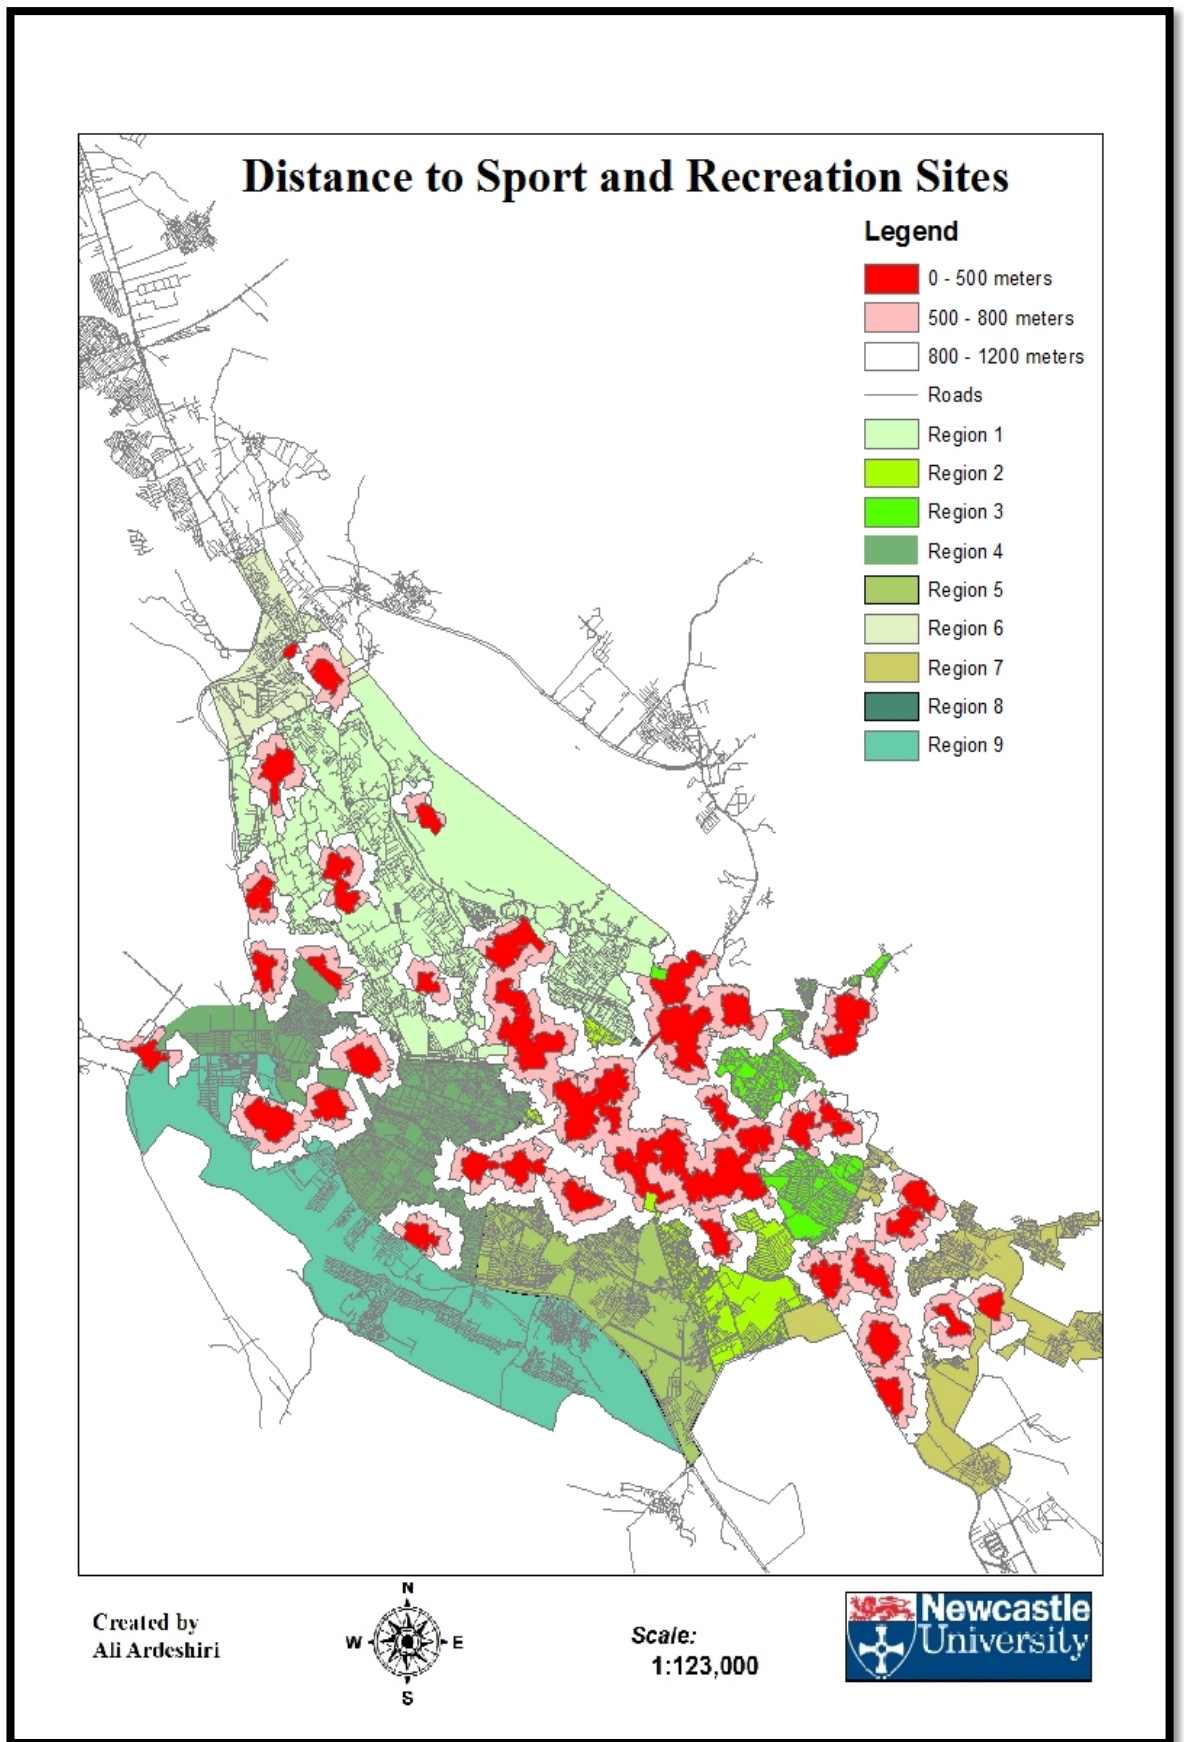 Distance to Sport and Recreation Sites
Legend
0 - 500 meters
500 - 800 meters
800 - 1200 meters
Roads
Region 1
Region 2
Region 3
Region 4
Region 5
Region 6
Region 7
Region 8
Region 9
Created by
Ali Ardeshiri
N
W E
S
Scale:
1:123,000
Newcastle
University